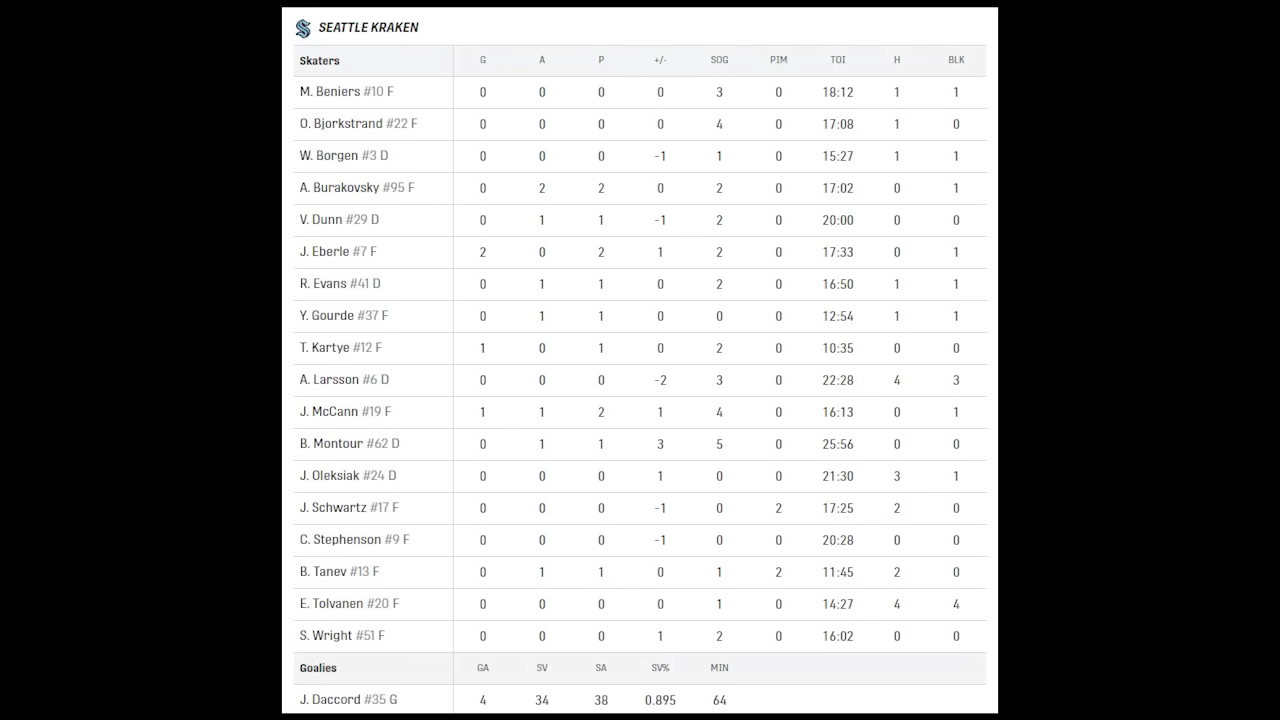 SEATTLE KRAKEN
Skaters G A P +/- SOG PIM TOI H BLK
M. Beniers #10 F 0 0 0 0 3 0 18:12 1 1
O. Bjorkstrand #22 F 0 0 0 0 4 0 17:08 1 0
W. Borgen #3 D 0 0 0 -1 1 0 15:27 1 1
A. Burakovsky #95 F 0 2 2 0 2 0 17:02 0 1
V. Dunn #29 D 0 1 1 -1 2 0 20:00 0 0
J. Eberle #7 F 2 0 2 1 2 0 17:33 0 1
R. Evans #41 D 0 1 1 0 2 0 16:50 1 1
Y. Gourde #37 F 0 1 1 0 0 0 12:54 1 1
T. Kartye #12 F 1 0 1 0 2 0 10:35 0 0
A. Larsson #6 D 0 0 0 -2 3 0 22:28 4 3
J. McCann #19 F 1 1 2 1 4 0 16:13 0 1
B. Montour #62 D 0 1 1 3 5 0 25:56 0 0
J. Oleksiak #24 D 0 0 0 1 0 0 21:30 3 1
J. Schwartz #17 F 0 0 0 -1 0 2 17:25 2 0
C. Stephenson #9 F 0 0 0 -1 0 0 20:28 0 0
B. Tanev #13 F 0 1 1 0 1 2 11:45 2 0
E. Tolvanen #20 F 0 0 0 0 1 0 14:27 4 4
S. Wright #51 F 0 0 0 1 2 0 16:02 0 0
Goalies GA SV SA SV% MIN
J. Daccord #35 G 4 34 38 0.895 64